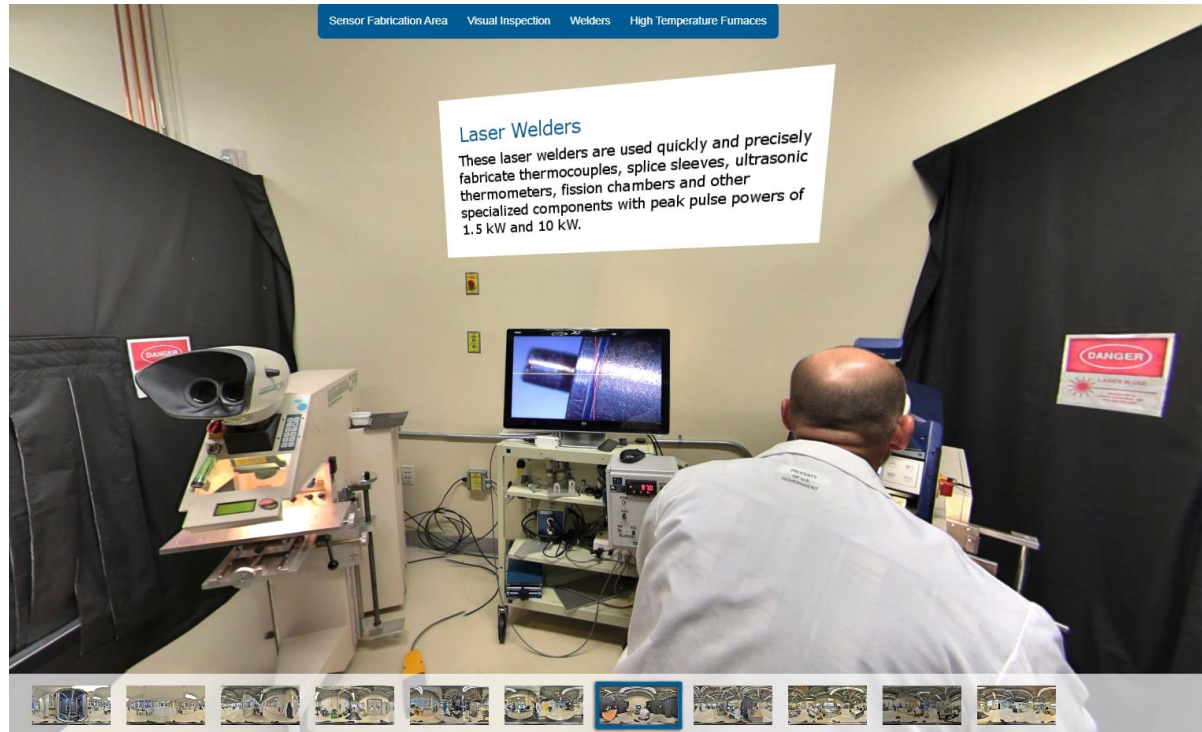 Sensor Fabrication Area Visual Inspection Welders High Temperature Furnaces
Laser Welders
These laser welders are used quickly and precisely
fabricate thermocouples, splice sleeves, ultrasonic
thermometers, fission chambers and other
specialized components with peak pulse powers of
1.5 kW and 10 kW.
DANGER
DANGER
LASER IN USE
PROPERTY
OF U.S.
GOVERNMENT